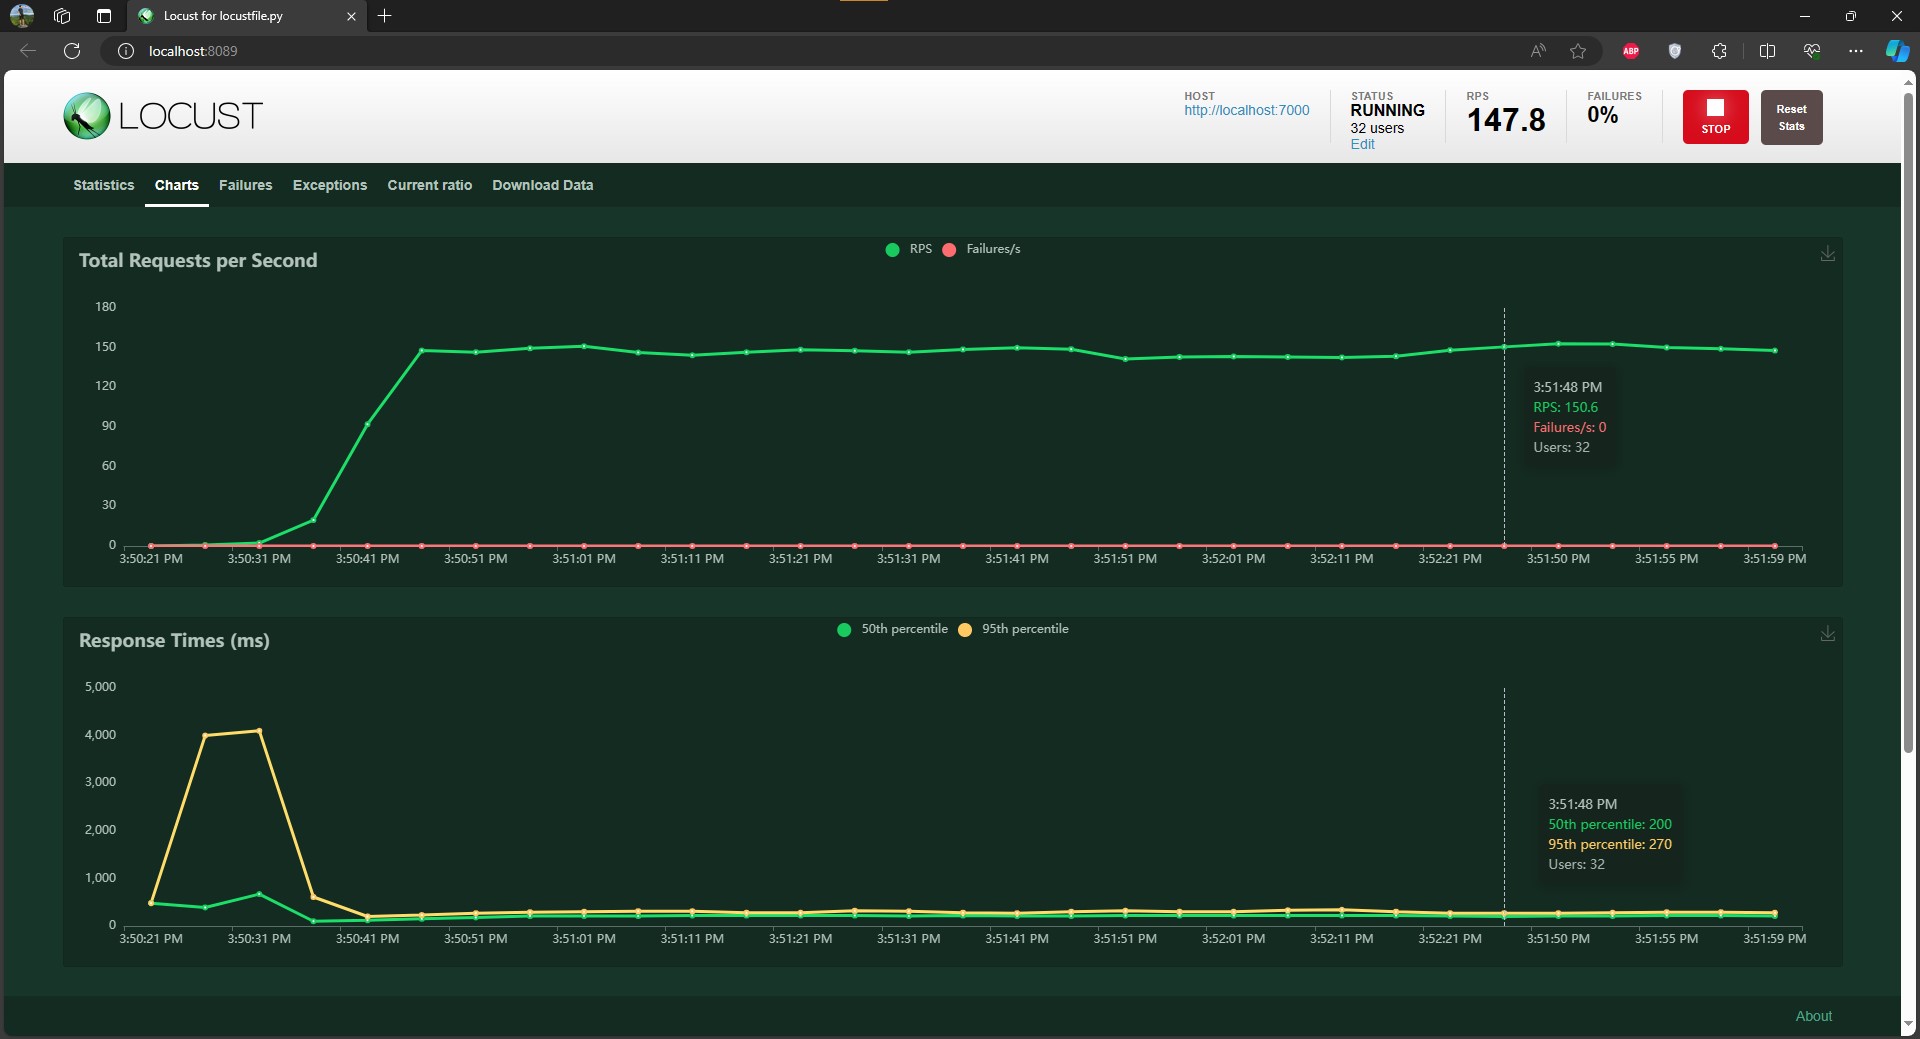 Locust for locustfile.py
localhost:8089
ABP
LOCUST
HOST
http://localhost:7000
STATUS
RUNNING
32 users
Edit
RPS
147.8
FAILURES
0%
STOP
Reset
Stats
Statistics Charts Failures Exceptions Current ratio Download Data
Total Requests per Second
RPS Failures/s
180
150
120
90
60
30
0
3:51:48 PM
RPS: 150.6
Failures/s: 0
Users: 32
3:50:21 PM 3:50:31 PM 3:50:41 PM 3:50:51 PM 3:51:01 PM 3:51:11 PM 3:51:21 PM 3:51:31 PM 3:51:41 PM 3:51:51 PM 3:52:01 PM 3:52:11 PM 3:52:21 PM 3:51:50 PM 3:51:55 PM 3:51:59 PM
Response Times (ms)
50th percentile 95th percentile
5,000
4,000
3,000
2,000
1,000
0
3:51:48 PM
50th percentile: 200
95th percentile: 270
Users: 32
3:50:21 PM 3:50:31 PM 3:50:41 PM 3:50:51 PM 3:51:01 PM 3:51:11 PM 3:51:21 PM 3:51:31 PM 3:51:41 PM 3:51:51 PM 3:52:01 PM 3:52:11 PM 3:52:21 PM 3:51:50 PM 3:51:55 PM 3:51:59 PM
About